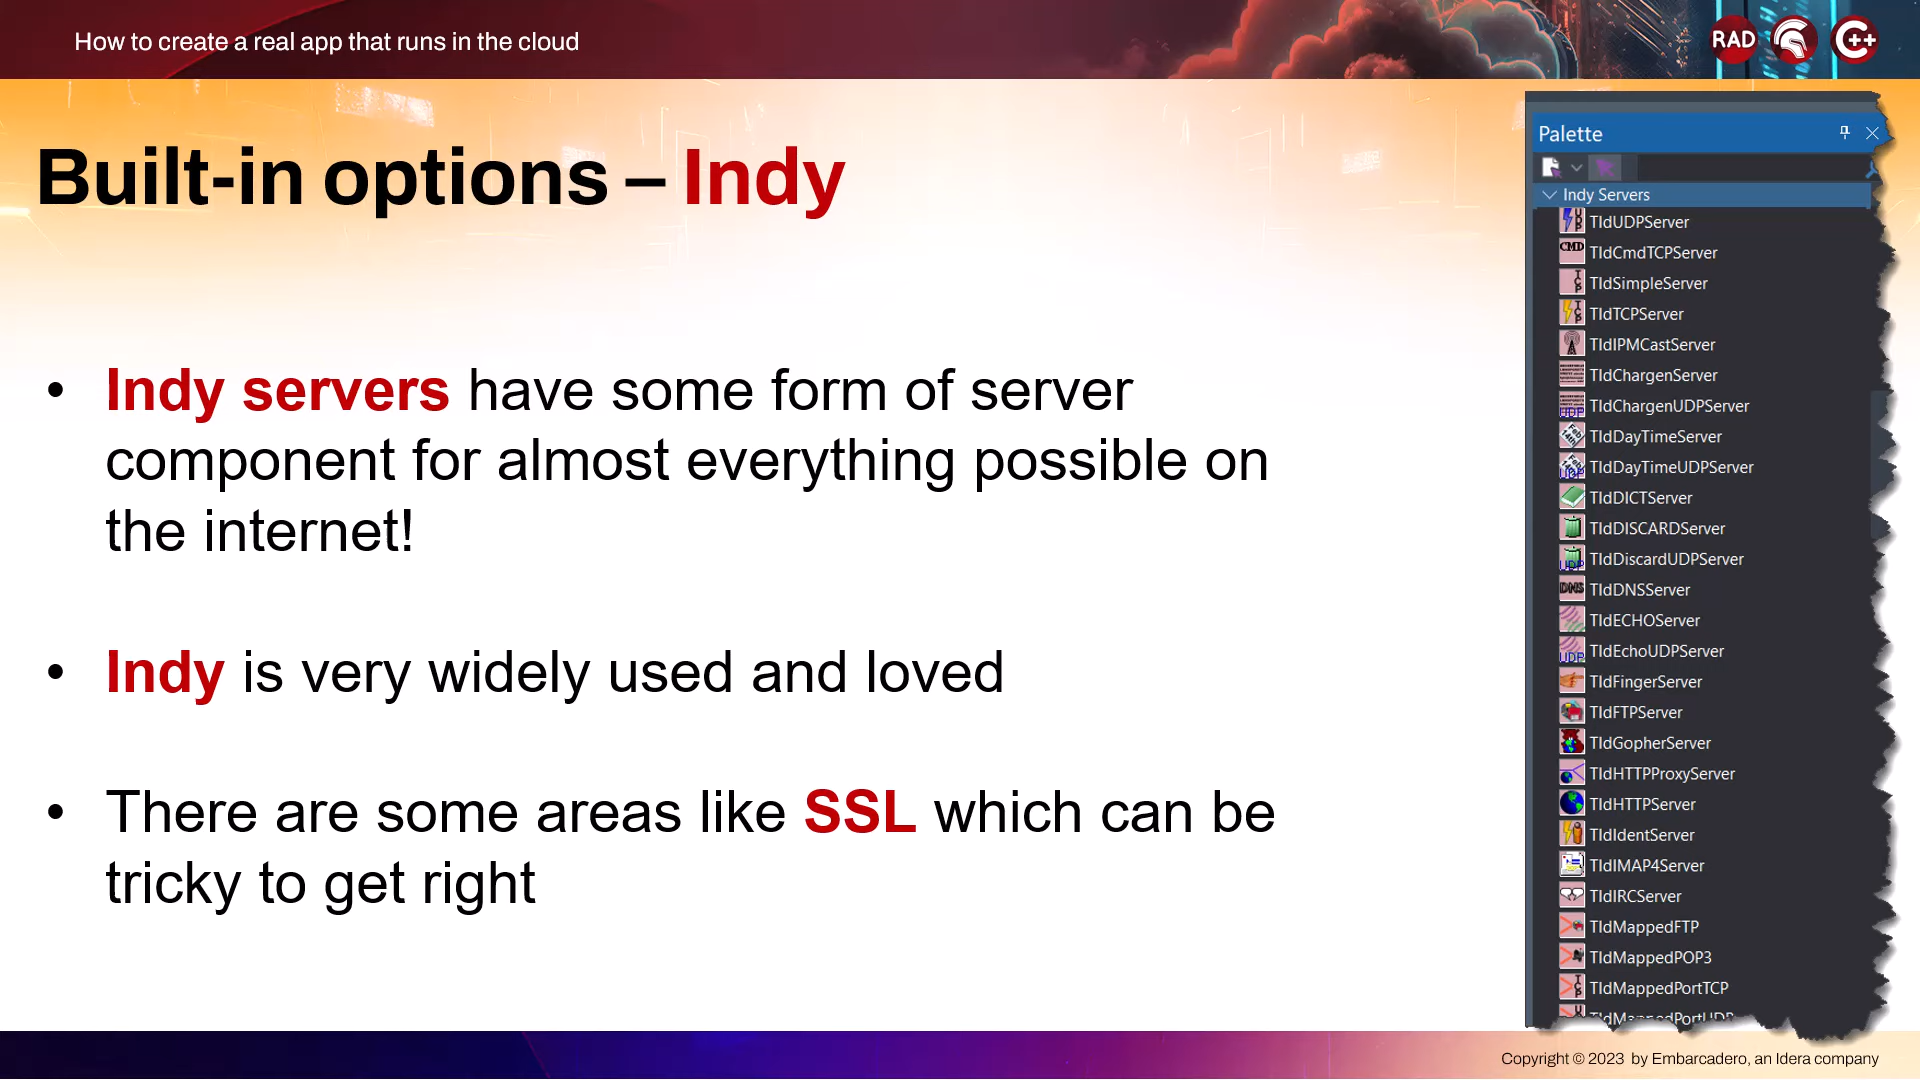 How to create a real app that runs in the cloud
RAD
C++
Built-in options – Indy
• Indy servers have some form of server
component for almost everything possible on
the internet!
• Indy is very widely used and loved
• There are some areas like SSL which can be
tricky to get right
Palette
Indy Servers
TIdUDPServer
TIdCmdTCPServer
TIdSimpleServer
TIdTCPServer
TIdIPMCastServer
TIdChargenServer
TIdChargenUDPServer
TIdDayTimeServer
TIdDayTimeUDPServer
TIdDICTServer
TIdDISCARDServer
TIdDiscardUDPServer
TIdDNSServer
TIdECHOServer
TIdEchoUDPServer
TIdFingerServer
TIdFTPServer
TIdGopherServer
TIdHTTPProxyServer
TIdHTTPServer
TIdIdentServer
TIdIMAP4Server
TIdIRCServer
TIdMappedFTP
TIdMappedPOP3
TIdMappedPortTCP
TIdMappedPortUDP
Copyright © 2023 by Embarcadero, an Idera company